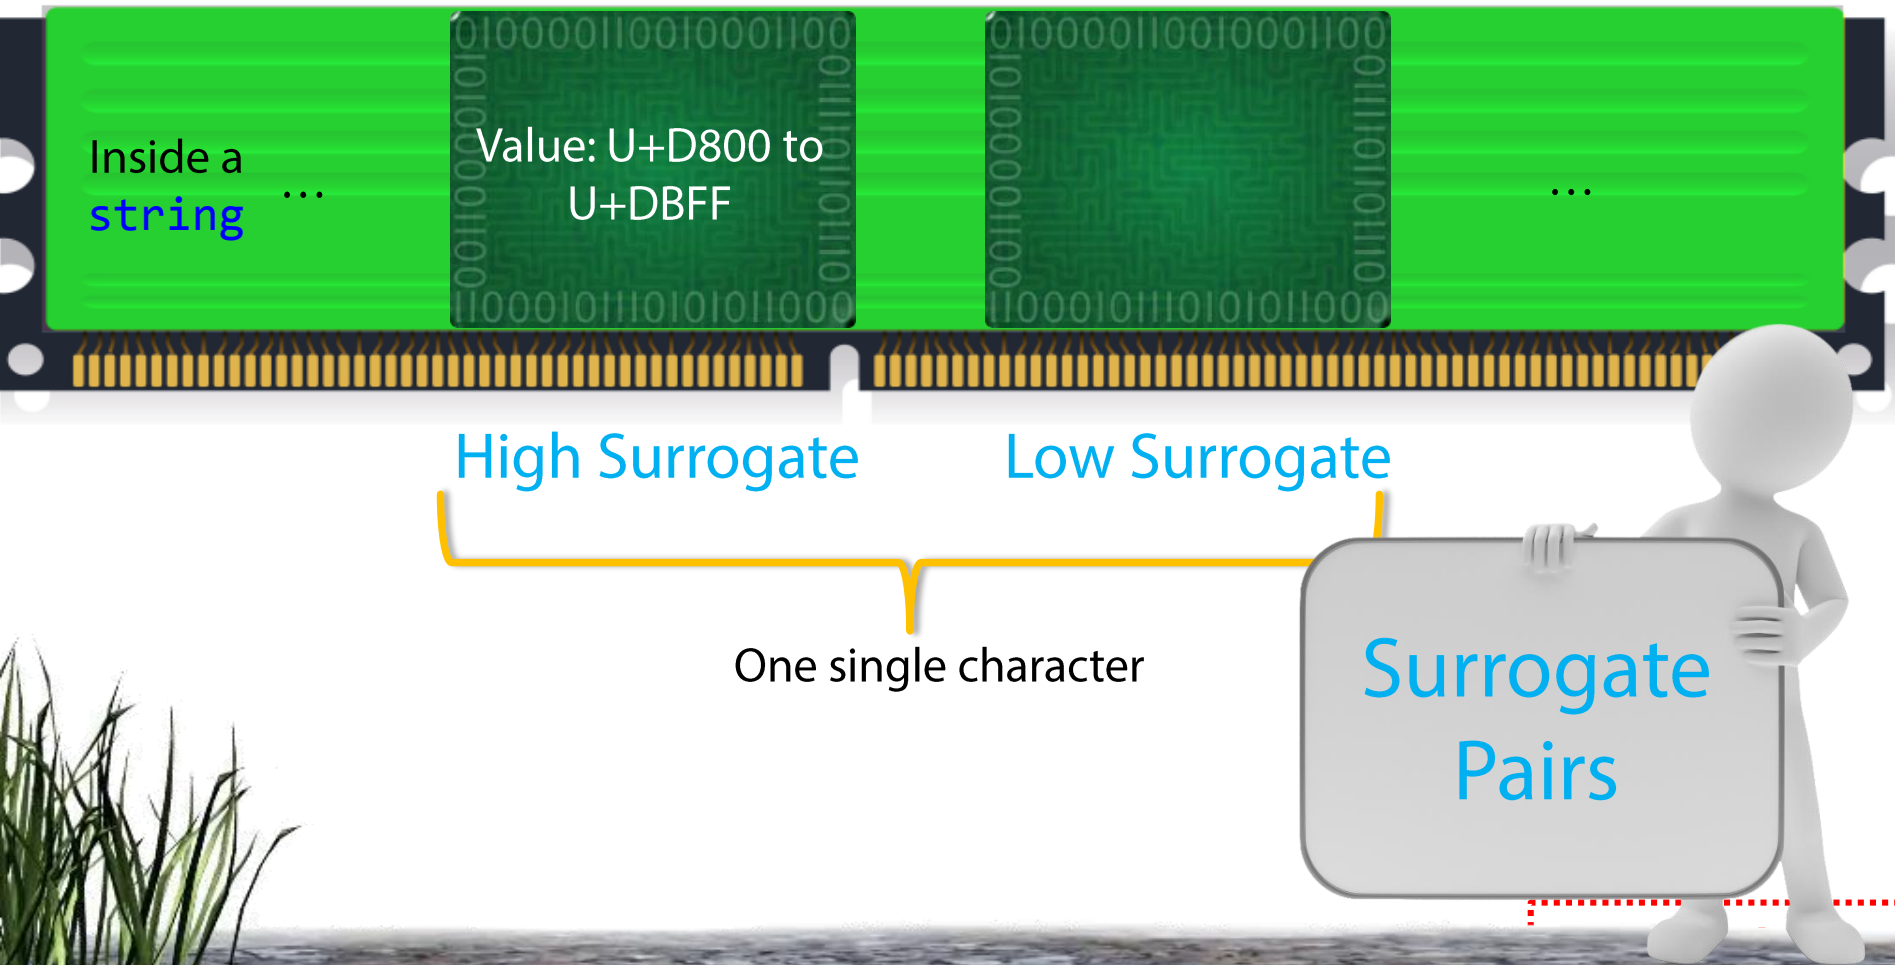 Inside a
string
…
Value: U+D800 to
U+DBFF
…
High Surrogate
Low Surrogate
One single character
Surrogate
Pairs